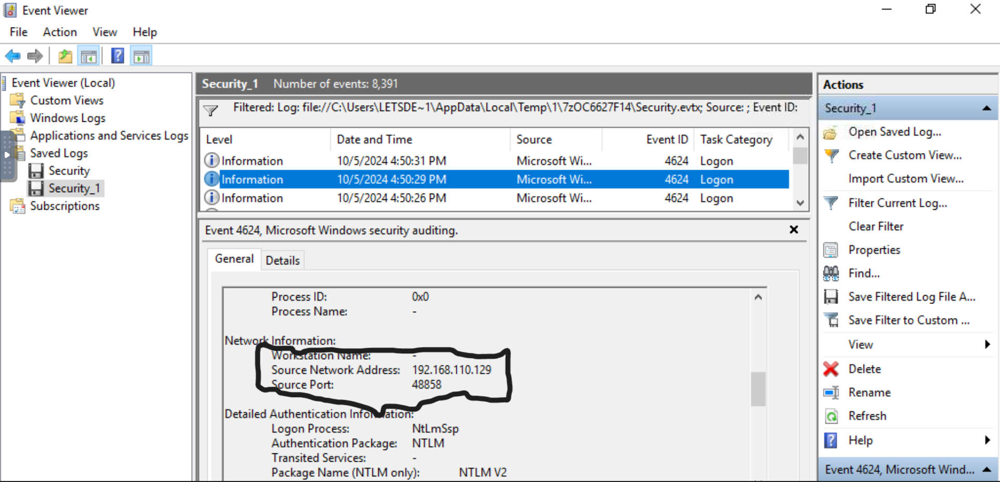 Event Viewer
File Action View Help
Event Viewer (Local)
Custom Views
Windows Logs
Applications and Services Logs
Saved Logs
Security
Security_1
Subscriptions
Security_1 Number of events: 8,391
Filtered: Log: file://C:\Users\LETSDE~1\AppData\Local\Temp\1\7zOC6627F14\Security.evtx; Source: ; Event ID:
Level Date and Time Source Event ID Task Category
Information 10/5/2024 4:50:31 PM Microsoft Wi... 4624 Logon
Information 10/5/2024 4:50:29 PM Microsoft Wi... 4624 Logon
Information 10/5/2024 4:50:26 PM Microsoft Wi... 4624 Logon
Event 4624, Microsoft Windows security auditing.
General Details
Process ID: 0x0
Process Name: -
Network Information:
Workstation Name: -
Source Network Address: 192.168.110.129
Source Port: 48858
Detailed Authentication Information:
Logon Process: NtLmSsp
Authentication Package: NTLM
Transited Services: -
Package Name (NTLM only): NTLM V2
Actions
Security_1
Open Saved Log...
Create Custom View...
Import Custom View...
Filter Current Log...
Clear Filter
Properties
Find...
Save Filtered Log File A...
Save Filter to Custom ...
View
Delete
Rename
Refresh
Help
Event 4624, Microsoft Wind...